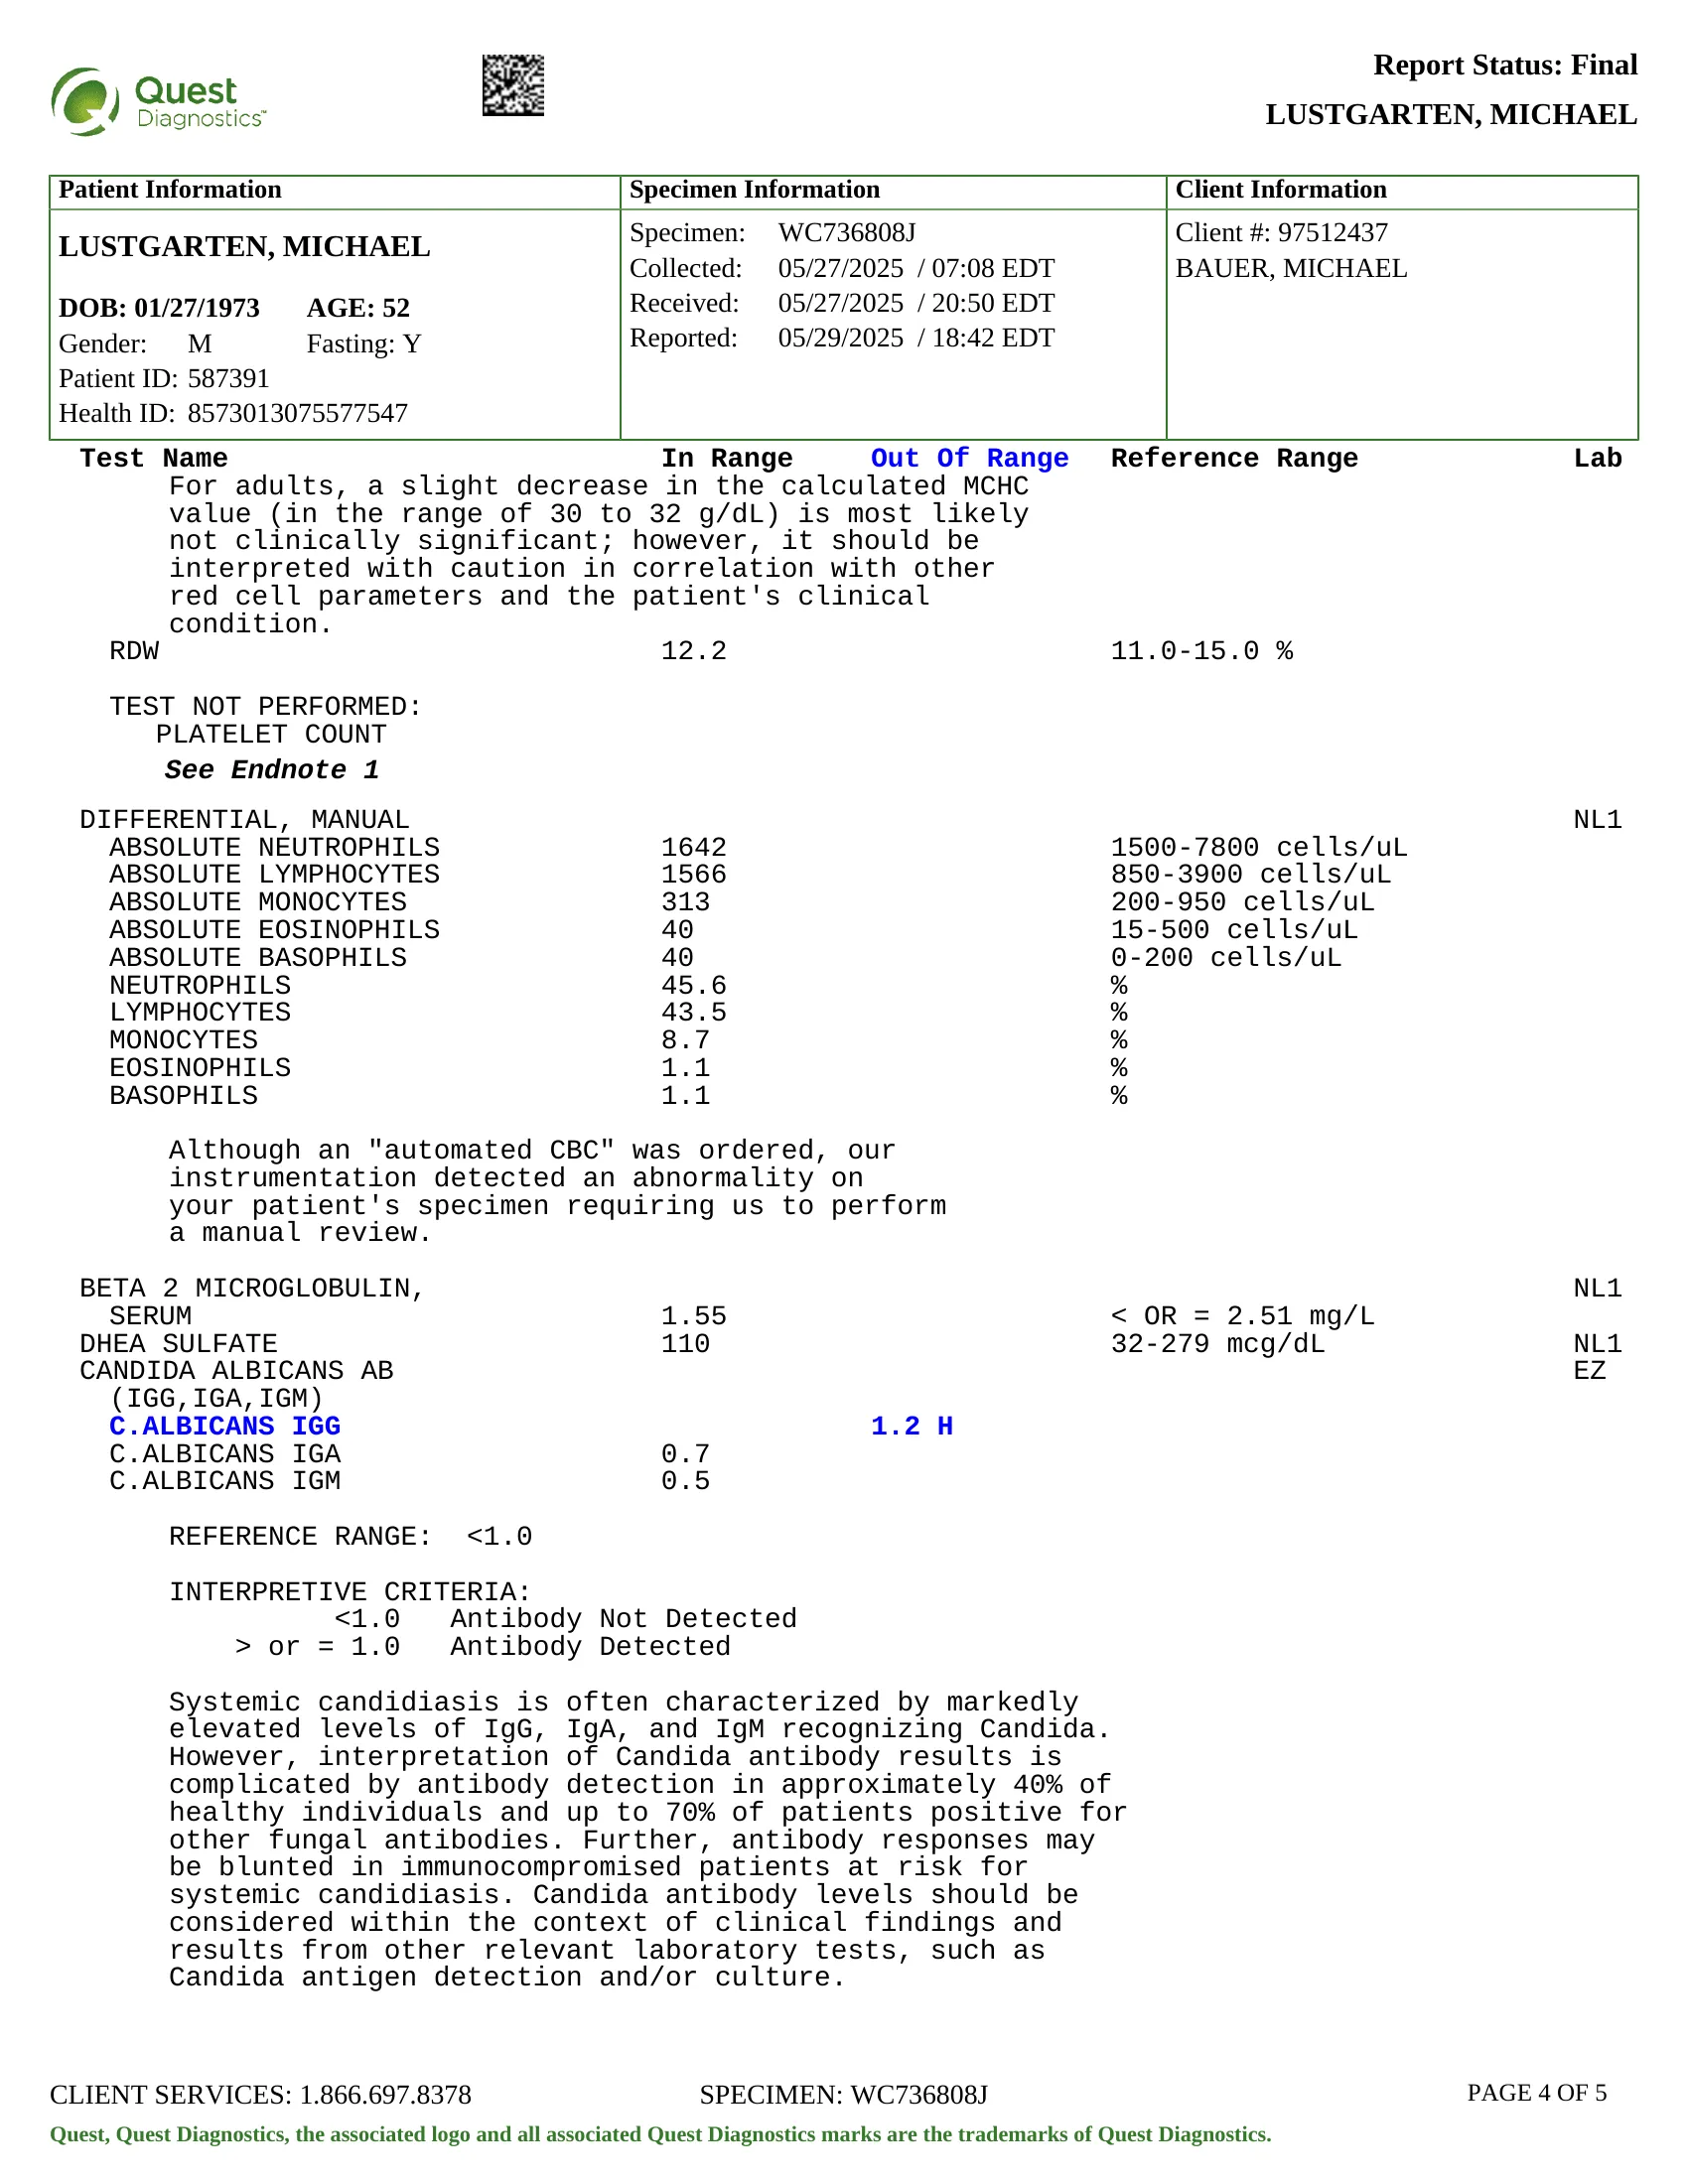 Quest
Diagnostics™
Report Status: Final
LUSTGARTEN, MICHAEL
Patient Information
Specimen Information
Client Information
LUSTGARTEN, MICHAEL
DOB: 01/27/1973 AGE: 52
Gender: M Fasting: Y
Patient ID: 587391
Health ID: 8573013075577547
Specimen: WC736808J
Collected: 05/27/2025 / 07:08 EDT
Received: 05/27/2025 / 20:50 EDT
Reported: 05/29/2025 / 18:42 EDT
Client #: 97512437
BAUER, MICHAEL
Test Name In Range Out Of Range Reference Range Lab
For adults, a slight decrease in the calculated MCHC
value (in the range of 30 to 32 g/dL) is most likely
not clinically significant; however, it should be
interpreted with caution in correlation with other
red cell parameters and the patient's clinical
condition.
RDW 12.2 11.0-15.0 %
TEST NOT PERFORMED:
PLATELET COUNT
See Endnote 1
DIFFERENTIAL, MANUAL NL1
ABSOLUTE NEUTROPHILS 1642 1500-7800 cells/uL
ABSOLUTE LYMPHOCYTES 1566 850-3900 cells/uL
ABSOLUTE MONOCYTES 313 200-950 cells/uL
ABSOLUTE EOSINOPHILS 40 15-500 cells/uL
ABSOLUTE BASOPHILS 40 0-200 cells/uL
NEUTROPHILS 45.6 %
LYMPHOCYTES 43.5 %
MONOCYTES 8.7 %
EOSINOPHILS 1.1 %
BASOPHILS 1.1 %
Although an "automated CBC" was ordered, our
instrumentation detected an abnormality on
your patient's specimen requiring us to perform
a manual review.
BETA 2 MICROGLOBULIN, NL1
SERUM 1.55 < OR = 2.51 mg/L
DHEA SULFATE 110 32-279 mcg/dL NL1
CANDIDA ALBICANS AB EZ
(IGG,IGA,IGM)
C.ALBICANS IGG 1.2 H
C.ALBICANS IGA 0.7
C.ALBICANS IGM 0.5
REFERENCE RANGE: <1.0
INTERPRETIVE CRITERIA:
<1.0 Antibody Not Detected
> or = 1.0 Antibody Detected
Systemic candidiasis is often characterized by markedly
elevated levels of IgG, IgA, and IgM recognizing Candida.
However, interpretation of Candida antibody results is
complicated by antibody detection in approximately 40% of
healthy individuals and up to 70% of patients positive for
other fungal antibodies. Further, antibody responses may
be blunted in immunocompromised patients at risk for
systemic candidiasis. Candida antibody levels should be
considered within the context of clinical findings and
results from other relevant laboratory tests, such as
Candida antigen detection and/or culture.
CLIENT SERVICES: 1.866.697.8378 SPECIMEN: WC736808J PAGE 4 OF 5
Quest, Quest Diagnostics, the associated logo and all associated Quest Diagnostics marks are the trademarks of Quest Diagnostics.